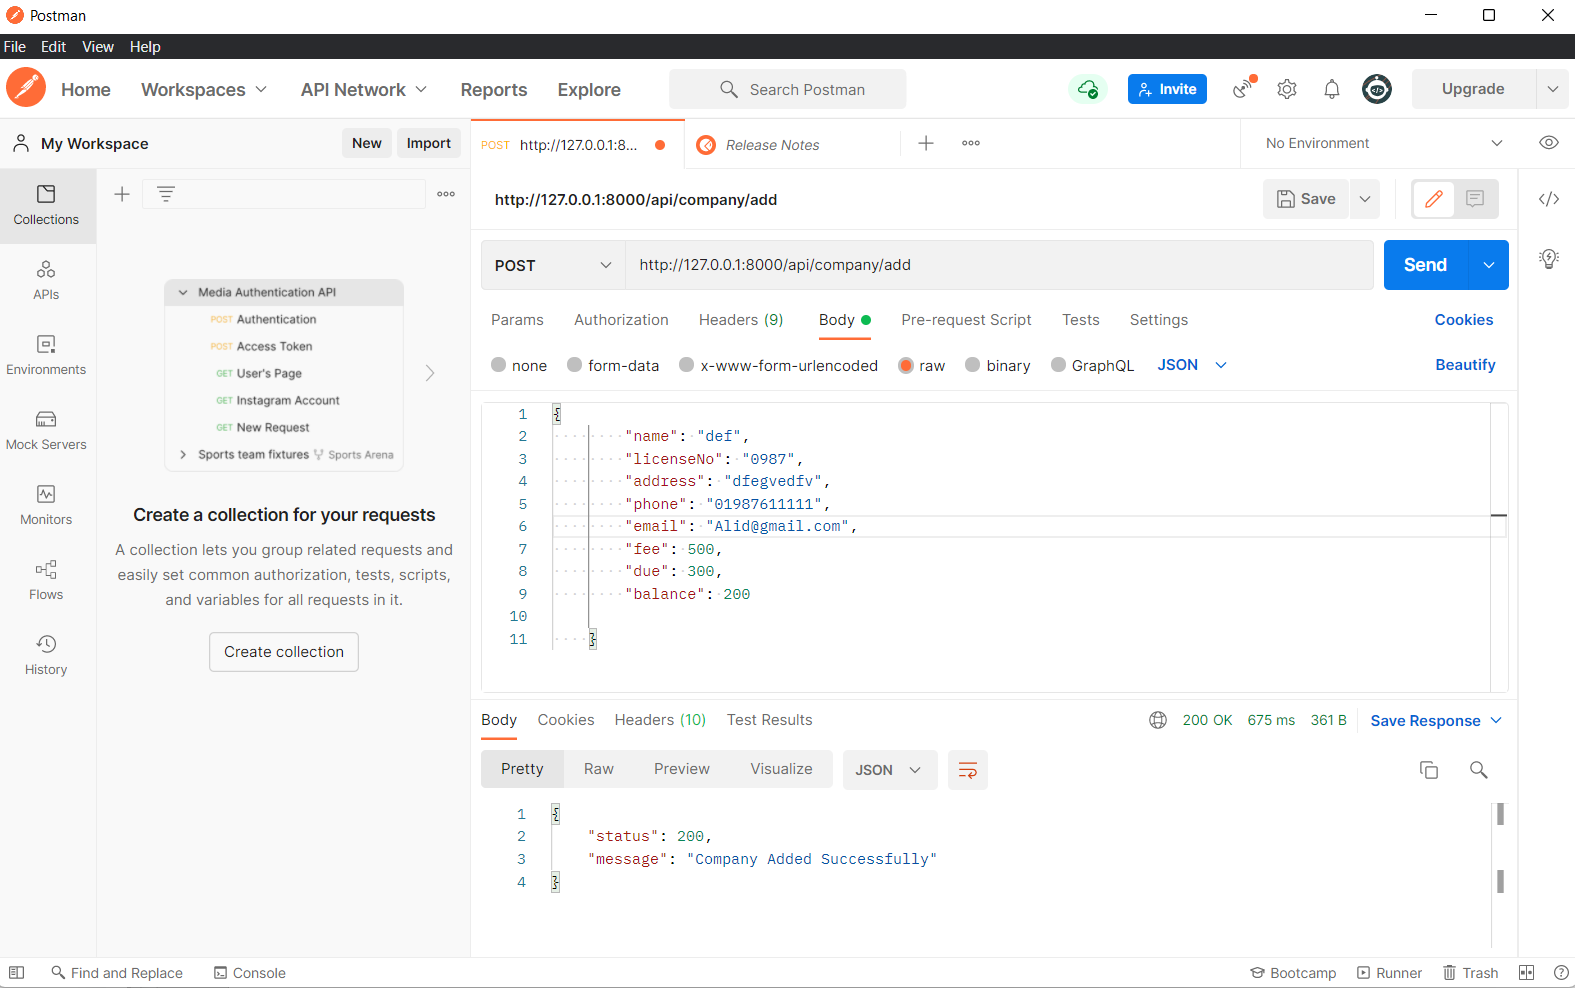 Postman
File Edit View Help
Home Workspaces API Network Reports Explore Search Postman Invite Upgrade
My Workspace New Import
POST http://127.0.0.1:8... Release Notes No Environment
Collections
APIs
Environments
Mock Servers
Monitors
Flows
History
Media Authentication API
POST Authentication
POST Access Token
GET User's Page
GET Instagram Account
GET New Request
Sports team fixtures Sports Arena
Create a collection for your requests
A collection lets you group related requests and
easily set common authorization, tests, scripts,
and variables for all requests in it.
Create collection
http://127.0.0.1:8000/api/company/add Save
POST http://127.0.0.1:8000/api/company/add Send
Params Authorization Headers (9) Body Pre-request Script Tests Settings Cookies
none form-data x-www-form-urlencoded raw binary GraphQL JSON Beautify
1 {
2 "name": "def",
3 "licenseNo": "0987",
4 "address": "dfegvedfv",
5 "phone": "01987611111",
6 "email": "Alid@gmail.com",
7 "fee": 500,
8 "due": 300,
9 "balance": 200
10
11 }
Body Cookies Headers (10) Test Results 200 OK 675 ms 361 B Save Response
Pretty Raw Preview Visualize JSON
1 {
2 "status": 200,
3 "message": "Company Added Successfully"
4 }
Find and Replace Console Bootcamp Runner Trash